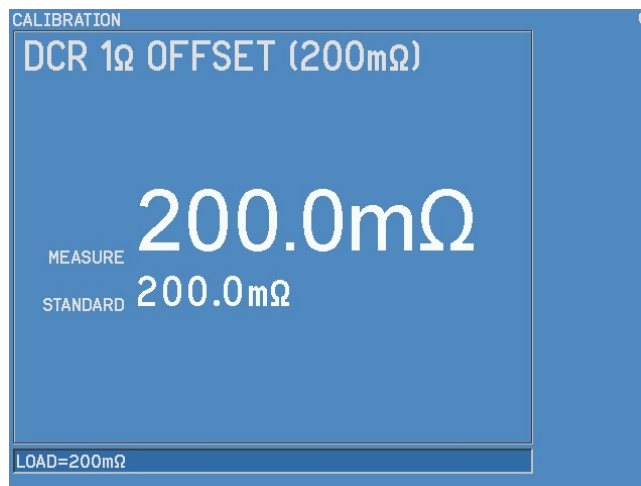 CALIBRATION
DCR 1Ω OFFSET (200mΩ)
MEASURE 200.0mΩ
STANDARD 200.0mΩ
LOAD=200mΩ